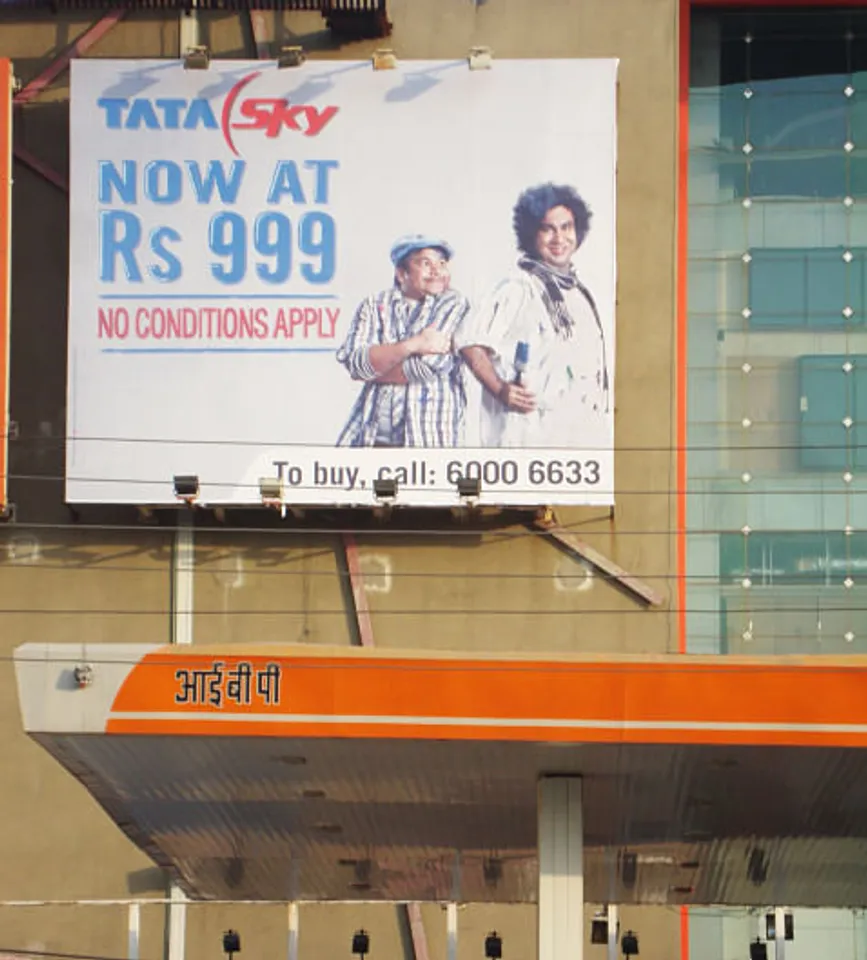 TATA Sky
NOW AT
Rs 999
NO CONDITIONS APPLY
To buy, call: 6000 6633
आईबीपी